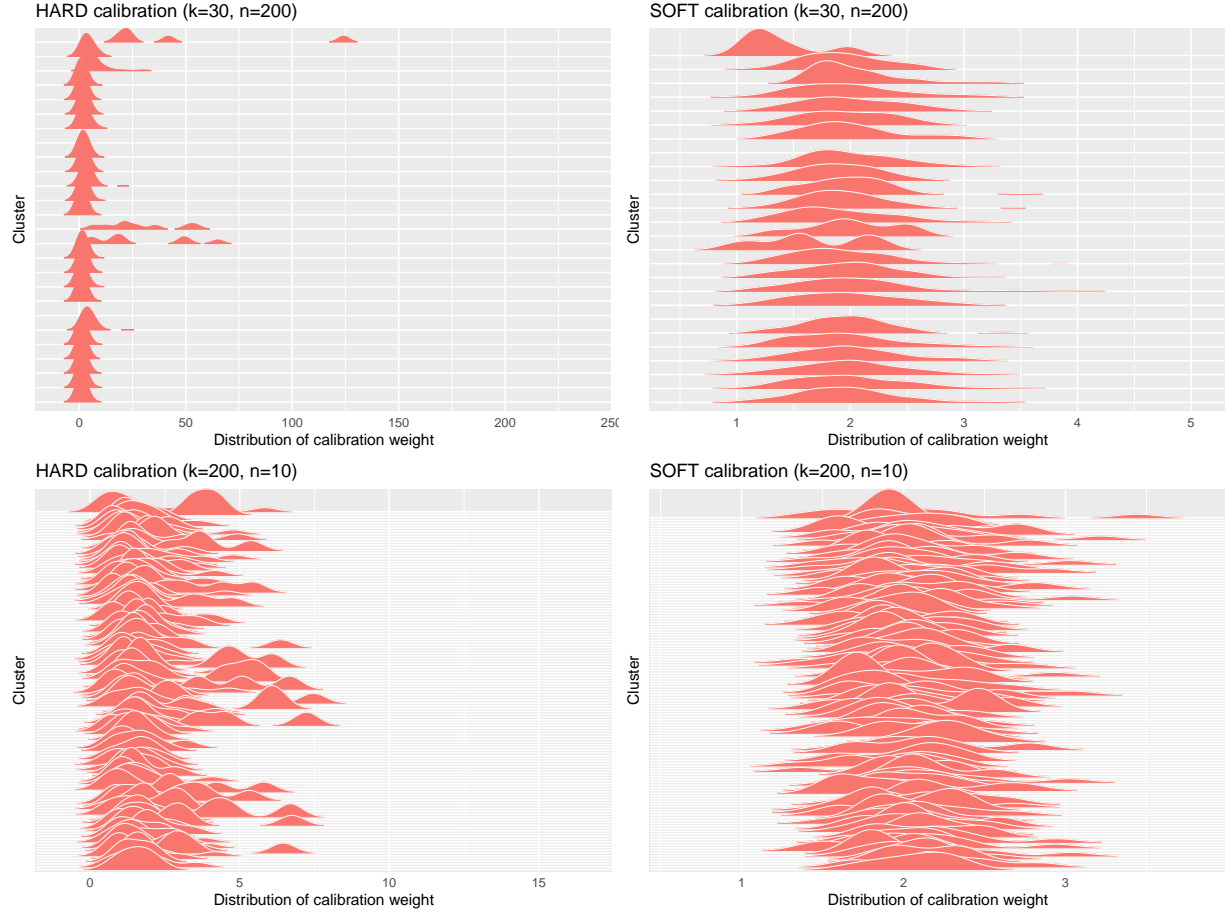 HARD calibration (k=30, n=200)
SOFT calibration (k=30, n=200)
Cluster
Cluster
0 50 100 150 200 250
1 2 3 4 5
Distribution of calibration weight
Distribution of calibration weight
HARD calibration (k=200, n=10)
SOFT calibration (k=200, n=10)
Cluster
Cluster
0 5 10 15
1 2 3
Distribution of calibration weight
Distribution of calibration weight